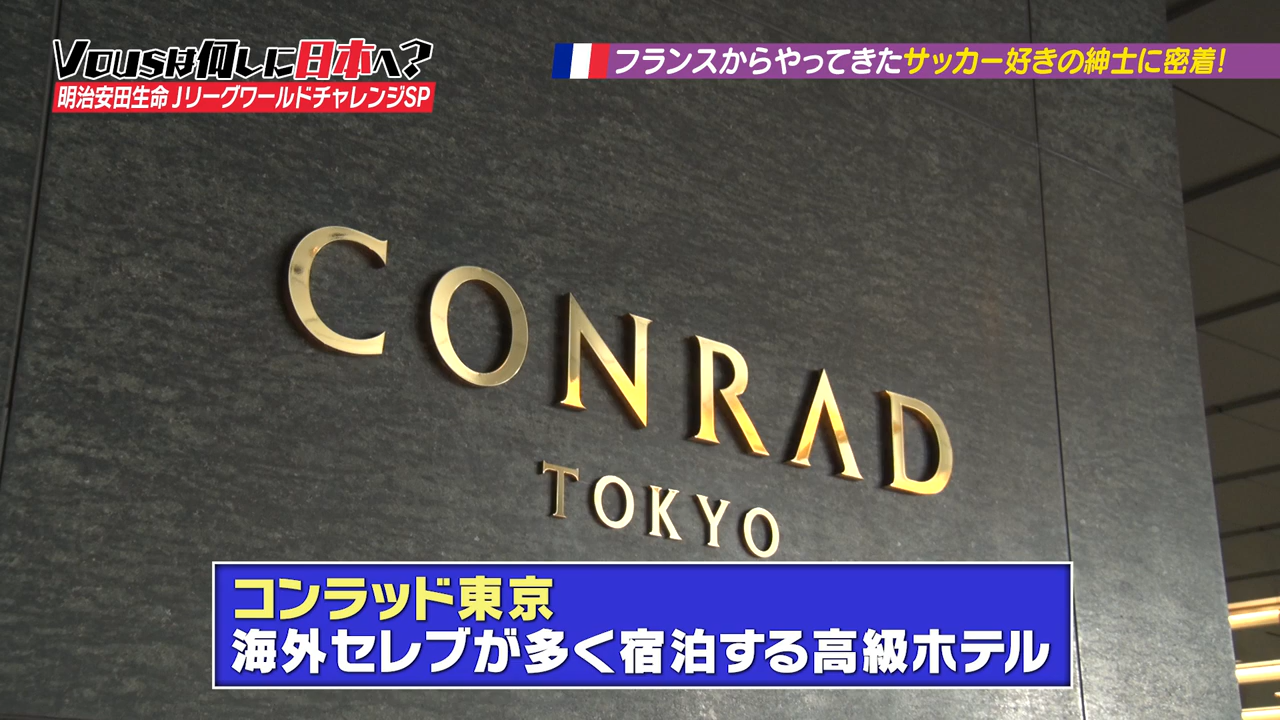 Vousは何しに日本へ?
明治安田生命JリーグワールドチャレンジSP
フランスからやってきたサッカー好きの紳士に密着!
CONRAD
TOKYO
コンラッド東京
海外セレブが多く宿泊する高級ホテル